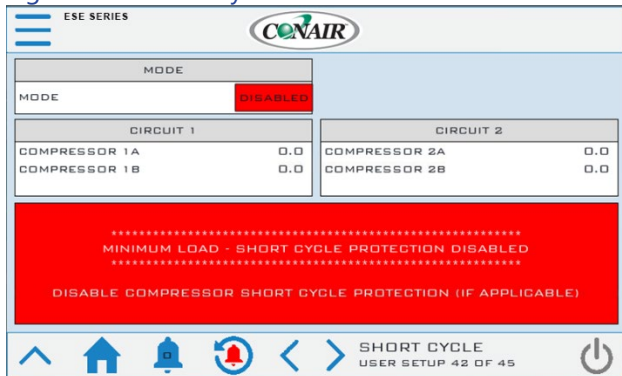 ESE SERIES
CONAIR
MODE
MODE DISABLED
CIRCUIT 1
COMPRESSOR 1A 0.0
COMPRESSOR 1B 0.0
CIRCUIT 2
COMPRESSOR 2A 0.0
COMPRESSOR 2B 0.0
**********************************************************
MINIMUM LOAD - SHORT CYCLE PROTECTION DISABLED
**********************************************************
DISABLE COMPRESSOR SHORT CYCLE PROTECTION (IF APPLICABLE)
0
SHORT CYCLE
USER SETUP 42 OF 45